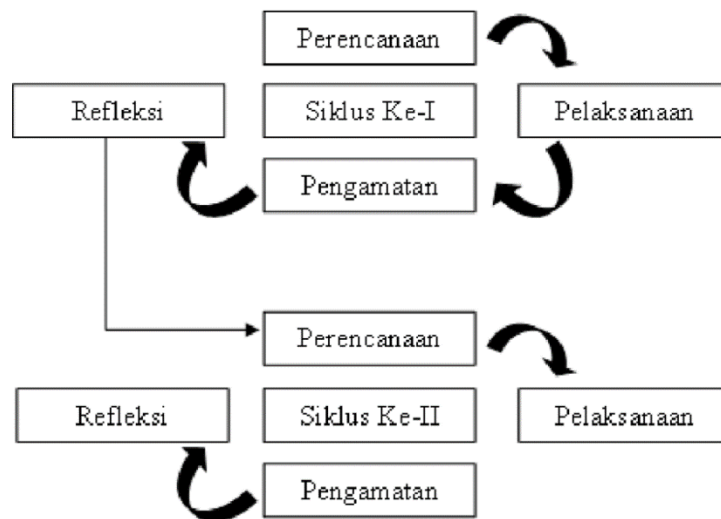 Perencanaan
Refleksi
Siklus Ke-I
Pelaksanaan
Pengamatan
Perencanaan
Refleksi
Siklus Ke-II
Pelaksanaan
Pengamatan